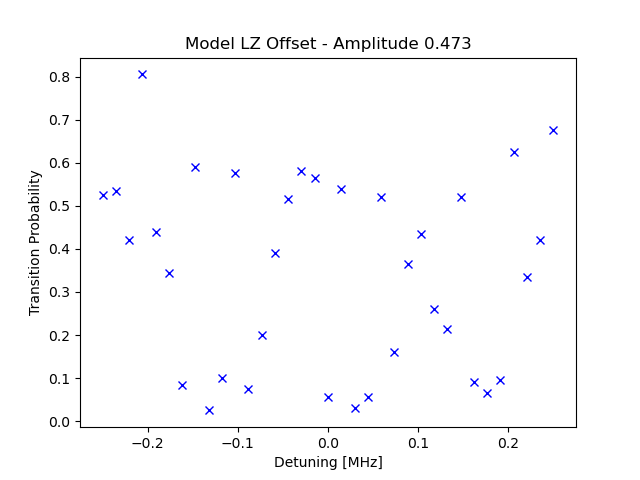 Model LZ Offset - Amplitude 0.473
Transition Probability
0.8
0.7
0.6
0.5
0.4
0.3
0.2
0.1
0.0
−0.2 −0.1 0.0 0.1 0.2
Detuning [MHz]